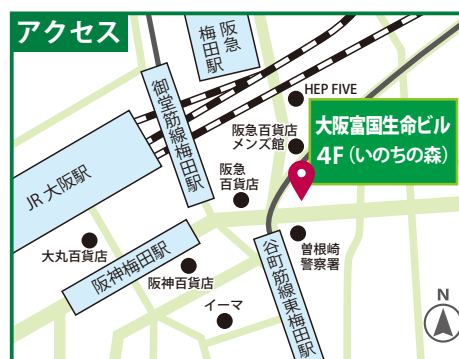 アクセス
阪急
梅田駅
御堂筋線梅田駅
HEP FIVE
阪急百貨店
メンズ館
大阪富国生命ビル
4F（いのちの森）
JR 大阪駅
阪急
百貨店
大丸百貨店
阪神梅田駅
阪神百貨店
曽根崎
警察署
谷町筋線東梅田駅
イーマ
N